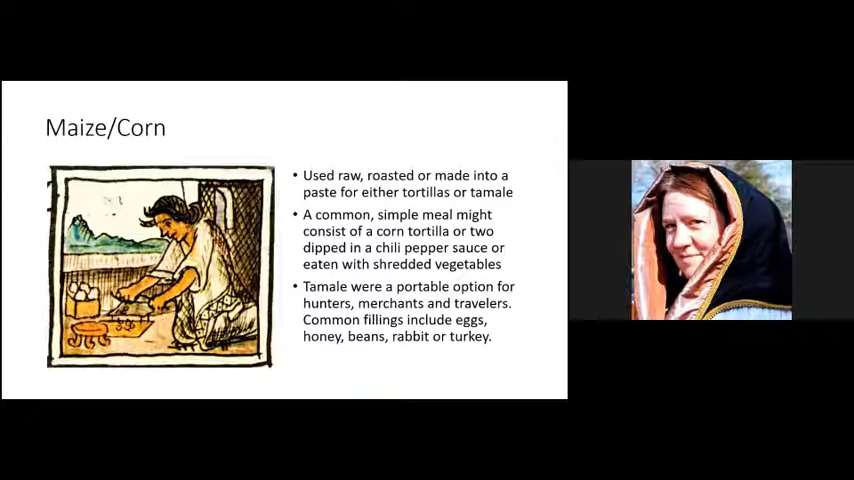 Maize/Corn
• Used raw, roasted or made into a
paste for either tortillas or tamale
• A common, simple meal might
consist of a corn tortilla or two
dipped in a chili pepper sauce or
eaten with shredded vegetables
• Tamale were a portable option for
hunters, merchants and travelers.
Common fillings include eggs,
honey, beans, rabbit or turkey.